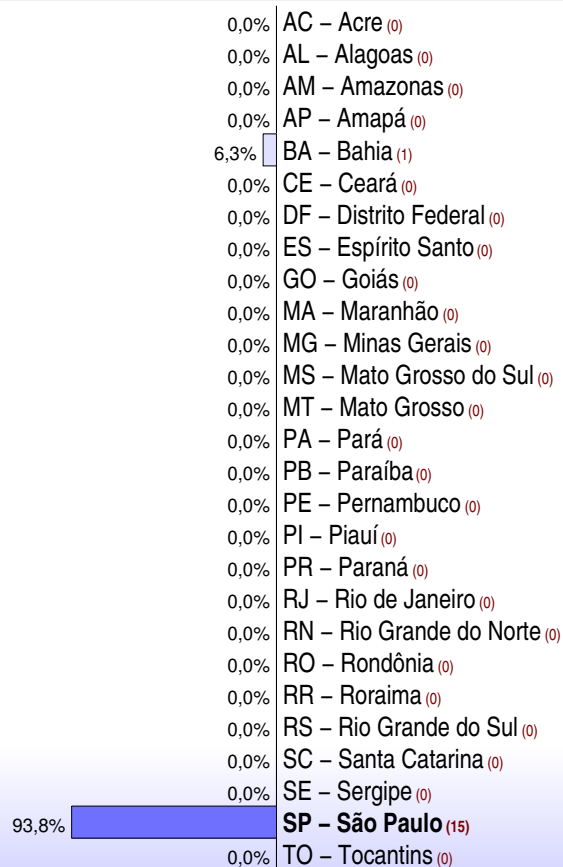 0,0% AC – Acre (0)
0,0% AL – Alagoas (0)
0,0% AM – Amazonas (0)
0,0% AP – Amapá (0)
6,3% BA – Bahia (1)
0,0% CE – Ceará (0)
0,0% DF – Distrito Federal (0)
0,0% ES – Espírito Santo (0)
0,0% GO – Goiás (0)
0,0% MA – Maranhão (0)
0,0% MG – Minas Gerais (0)
0,0% MS – Mato Grosso do Sul (0)
0,0% MT – Mato Grosso (0)
0,0% PA – Pará (0)
0,0% PB – Paraíba (0)
0,0% PE – Pernambuco (0)
0,0% PI – Piauí (0)
0,0% PR – Paraná (0)
0,0% RJ – Rio de Janeiro (0)
0,0% RN – Rio Grande do Norte (0)
0,0% RO – Rondônia (0)
0,0% RR – Roraima (0)
0,0% RS – Rio Grande do Sul (0)
0,0% SC – Santa Catarina (0)
0,0% SE – Sergipe (0)
93,8% SP – São Paulo (15)
0,0% TO – Tocantins (0)